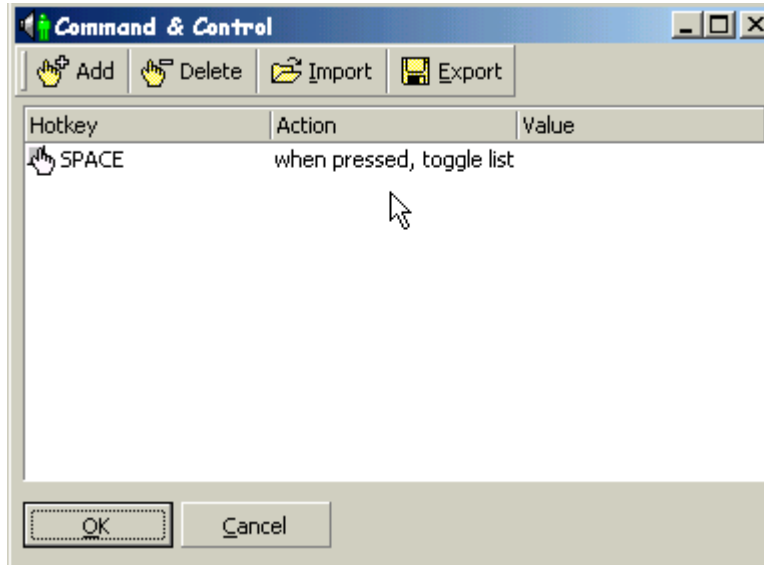 Command & Control
Add Delete Import Export
Hotkey Action Value
SPACE when pressed, toggle list
OK Cancel